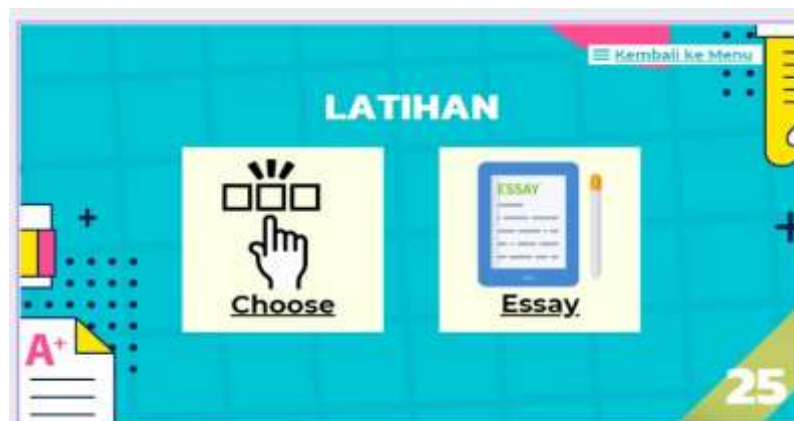 Kembali ke Menu
LATIHAN
ESSAY
Choose
Essay
A+
25